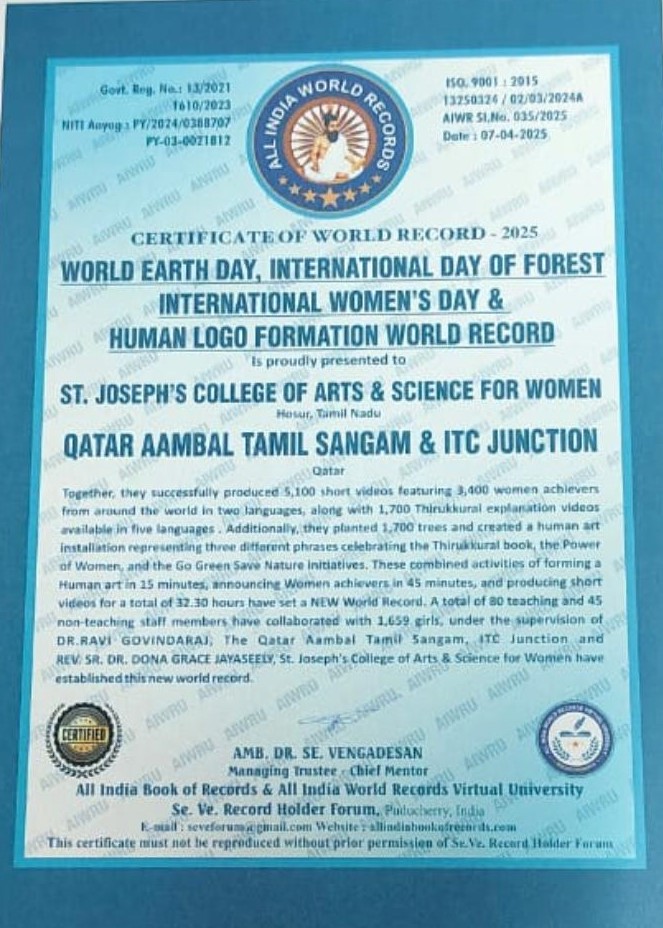 Govt. Reg. No.: 13/2021
1610/2023
NITI Aayog : PY/2024/0388707
PY-03-0021812
ALL INDIA WORLD RECORDS
ISO. 9001 : 2015
13250324 / 02/03/2024A
AIWR Sl.No. 035/2025
Date : 07-04-2025
CERTIFICATE OF WORLD RECORD - 2025
WORLD EARTH DAY, INTERNATIONAL DAY OF FOREST
INTERNATIONAL WOMEN'S DAY &
HUMAN LOGO FORMATION WORLD RECORD
Is proudly presented to
ST. JOSEPH'S COLLEGE OF ARTS & SCIENCE FOR WOMEN
Hosur, Tamil Nadu
QATAR AAMBAL TAMIL SANGAM & ITC JUNCTION
Qatar
Together, they successfully produced 5,100 short videos featuring 3,400 women achievers
from around the world in two languages, along with 1,700 Thirukkural explanation videos
available in five languages . Additionally, they planted 1,700 trees and created a human art
installation representing three different phrases celebrating the Thirukkural book, the Power
of Women, and the Go Green Save Nature initiatives. These combined activities of forming a
Human art in 15 minutes, announcing Women achievers in 45 minutes, and producing short
videos for a total of 32.30 hours have set a NEW World Record. A total of 80 teaching and 45
non-teaching staff members have collaborated with 1,659 girls, under the supervision of
DR.RAVI GOVINDARAJ, The Qatar Aambal Tamil Sangam, ITC Junction and
REV. SR. DR. DONA GRACE JAYASEELY, St. Joseph's College of Arts & Science for Women have
established this new world record.
CERTIFIED
AMB. DR. SE. VENGADESAN
Managing Trustee - Chief Mentor
All India Book of Records & All India World Records Virtual University
Se. Ve. Record Holder Forum, Puducherry, India
E-mail : seveforum@gmail.com Website : allindiabookofrecords.com
This certificate must not be reproduced without prior permission of Se.Ve. Record Holder Forum